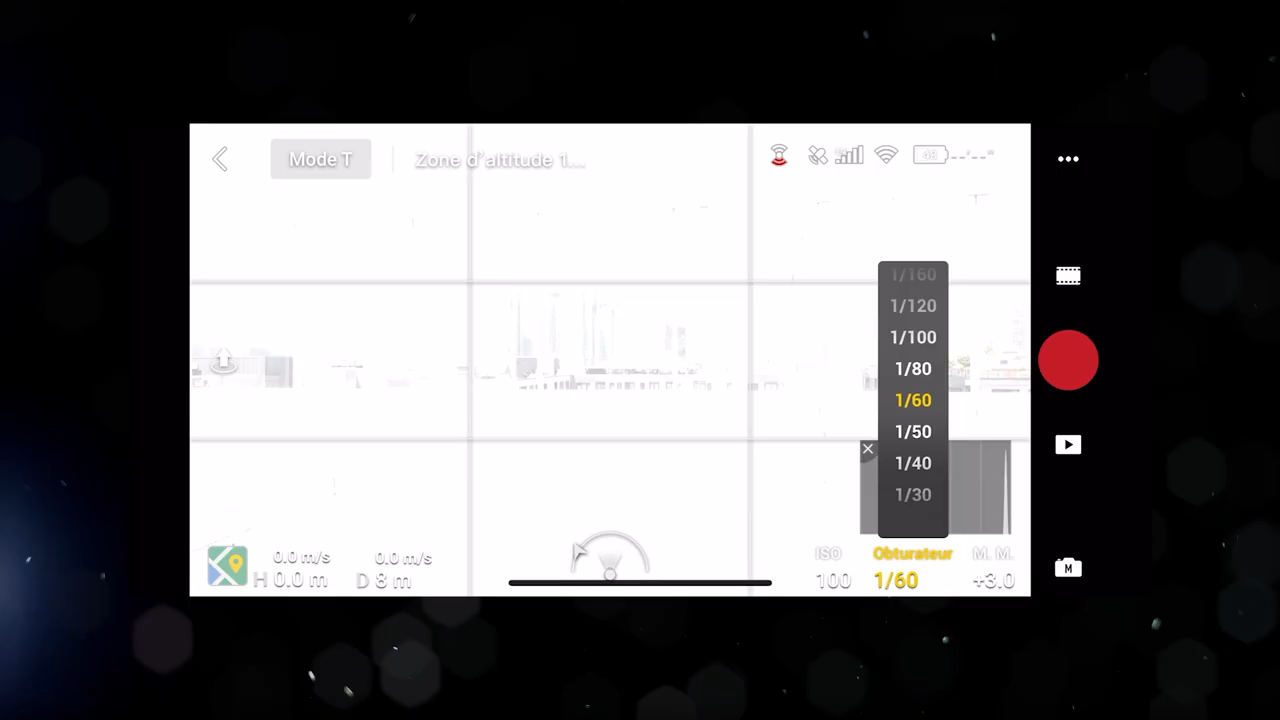 Mode T
Zone d'altitude 1...
48
1/160
1/120
1/100
1/80
1/60
1/50
1/40
1/30
0.0 m/s
0.0 m/s
H 0.0 m
D 8 m
ISO
100
Obturateur
1/60
M. M.
+3.0
M